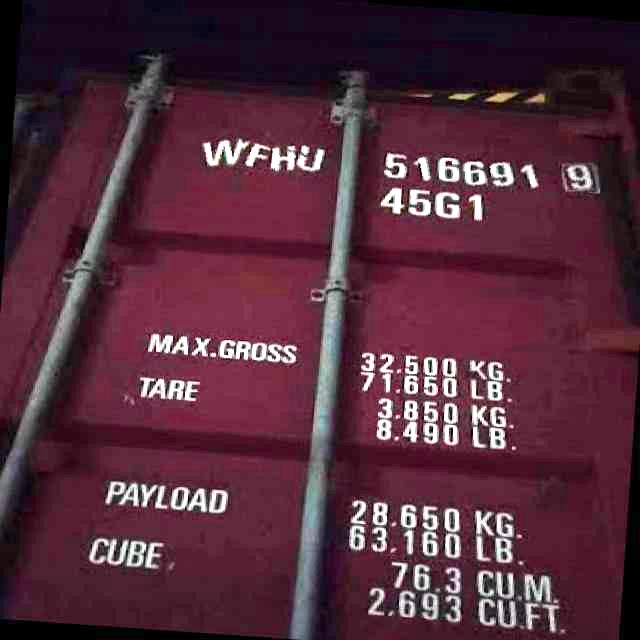 WFHU 516691 9
45G1
MAX.GROSS 32.500 KG.
71.650 LB.
TARE 3.850 KG.
8.490 LB.
PAYLOAD 28.650 KG.
63.160 LB.
CUBE 76.3 CU.M.
2.693 CU.FT.